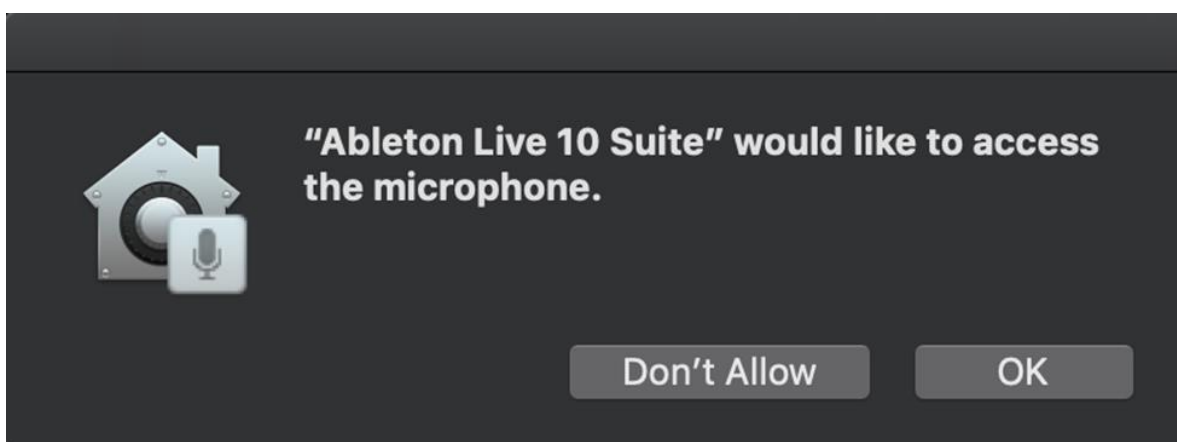 “Ableton Live 10 Suite” would like to access
the microphone.
Don’t Allow
OK